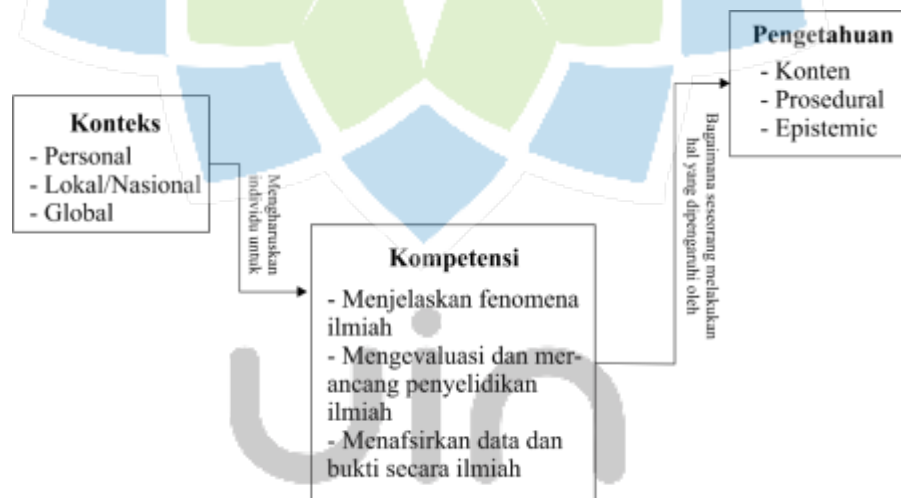 Konteks
- Personal
- Lokal/Nasional
- Global
Mengharuskan
individu untuk
Kompetensi
- Menjelaskan fenomena
ilmiah
- Mengevaluasi dan mer-
ancang penyelidikan
ilmiah
- Menafsirkan data dan
bukti secara ilmiah
Bagaimana seseorang melakukan
hal yang dipengaruhi oleh
Pengetahuan
- Konten
- Prosedural
- Epistemic
uin